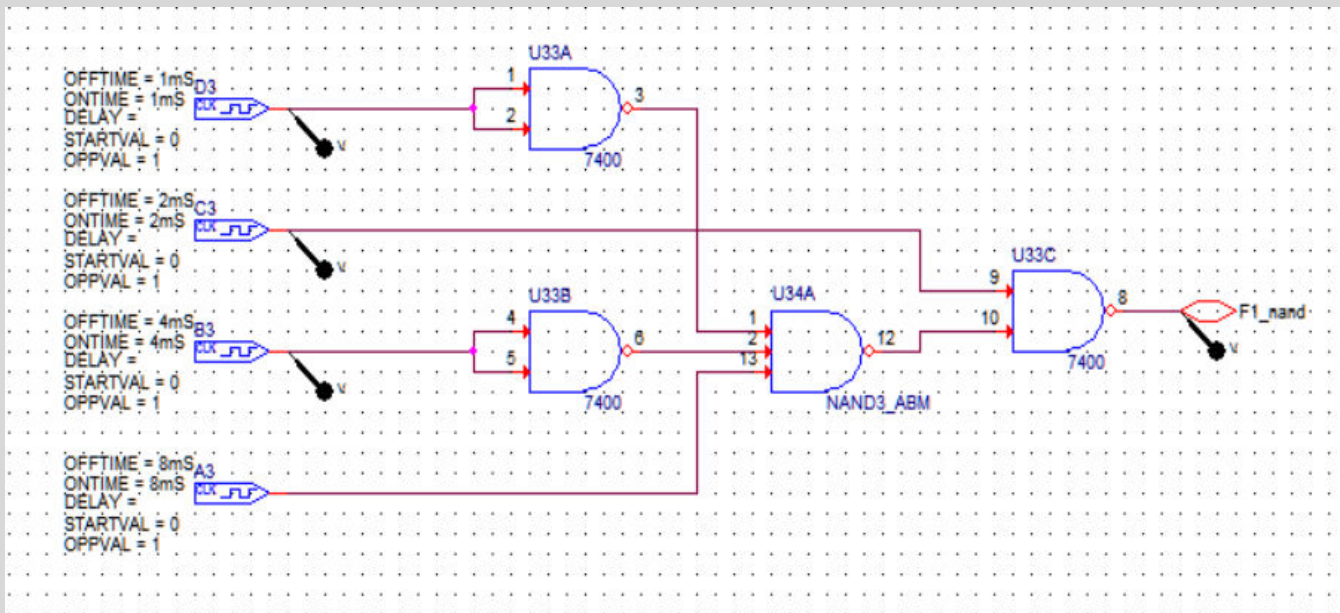 U33A
OFFTIME = 1mS D3
ONTIME = 1mS CLK
DELAY =
STARTVAL = 0
OPPVAL = 1
1
2
3
7400
V
OFFTIME = 2mS C3
ONTIME = 2mS CLK
DELAY =
STARTVAL = 0
OPPVAL = 1
V
U33C
9
10
8
F1_nand
7400
V
OFFTIME = 4mS B3
ONTIME = 4mS CLK
DELAY =
STARTVAL = 0
OPPVAL = 1
V
U33B
4
5
6
7400
U34A
1
2
13
12
NAND3_ABM
OFFTIME = 8mS A3
ONTIME = 8mS CLK
DELAY =
STARTVAL = 0
OPPVAL = 1